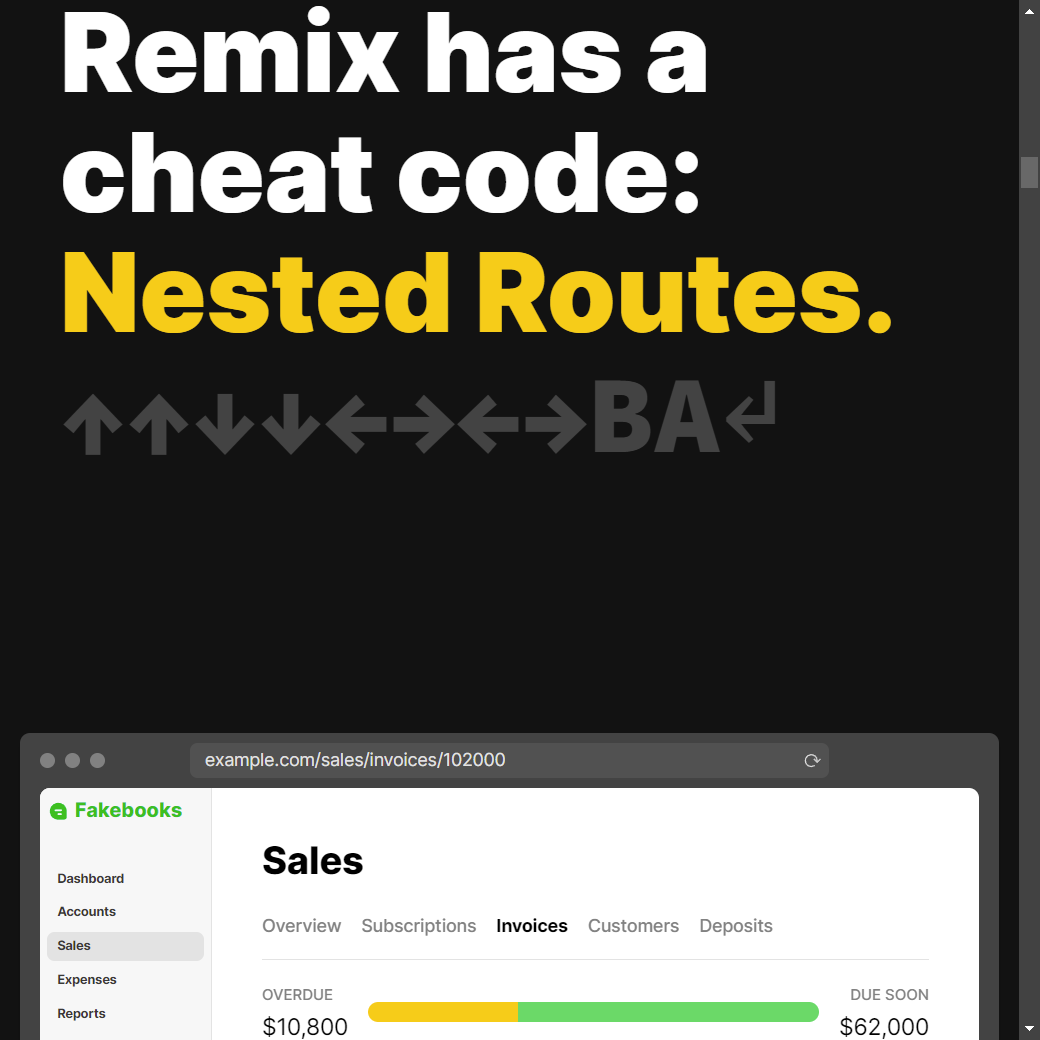 Remix has a
cheat code:
Nested Routes.
↑↑↓↓←→←→BA↵
example.com/sales/invoices/102000
Fakebooks
Dashboard
Accounts
Sales
Expenses
Reports
Sales
Overview Subscriptions Invoices Customers Deposits
OVERDUE DUE SOON
$10,800 $62,000